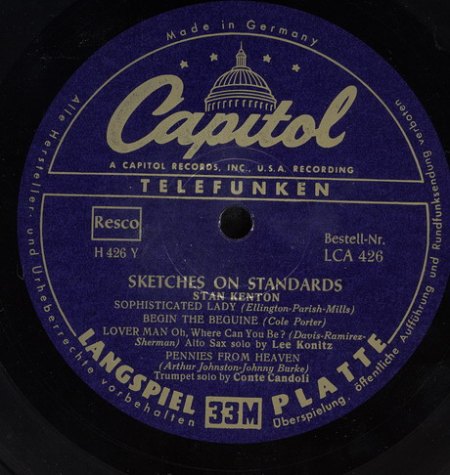 Made in Germany
Capitol
A CAPITOL RECORDS, INC., U.S.A. RECORDING
TELEFUNKEN
Resco
H 426 Y
Bestell-Nr.
LCA 426
SKETCHES ON STANDARDS
STAN KENTON
SOPHISTICATED LADY (Ellington-Parish-Mills)
BEGIN THE BEGUINE (Cole Porter)
LOVER MAN Oh, Where Can You Be? (Davis-Ramirez-
Sherman) Alto Sax solo by Lee Konitz
PENNIES FROM HEAVEN
(Arthur Johnston-Johnny Burke)
Trumpet solo by Conte Candoli
LANGSPIEL 33M PLATTE
Alle Hersteller- und Urheberrechte vorbehalten
Überspielung, öffentliche Aufführung und Rundfunksendung verboten